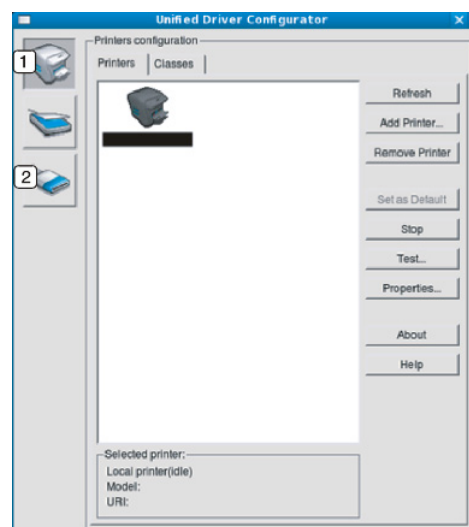 Unified Driver Configurator
1
2
Printers configuration
Printers Classes
Refresh
Add Printer...
Remove Printer
Set as Default
Stop
Test...
Properties...
About
Help
Selected printer:
Local printer(idle)
Model:
URI: